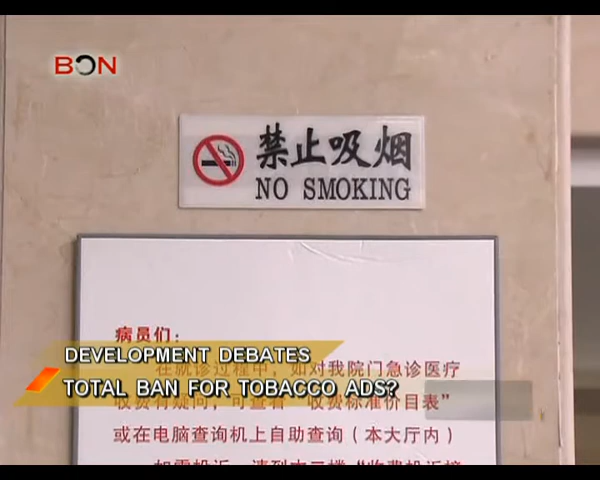 BON
禁止吸烟
NO SMOKING
病员们：
DEVELOPMENT DEBATES
在就诊过程中，如对我院门急诊医疗
TOTAL BAN FOR TOBACCO ADS?
收费有疑问，可查看“收费标准价目表”
或在电脑查询机上自助查询（本大厅内）